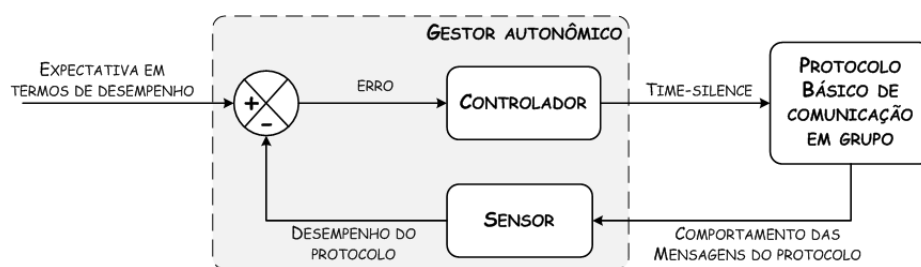 GESTOR AUTONÔMICO
EXPECTATIVA EM
TERMOS DE DESEMPENHO
+
-
ERRO
CONTROLADOR
TIME-SILENCE
PROTOCOLO
BÁSICO DE
COMUNICAÇÃO
EM GRUPO
SENSOR
DESEMPENHO DO
PROTOCOLO
COMPORTAMENTO DAS
MENSAGENS DO PROTOCOLO